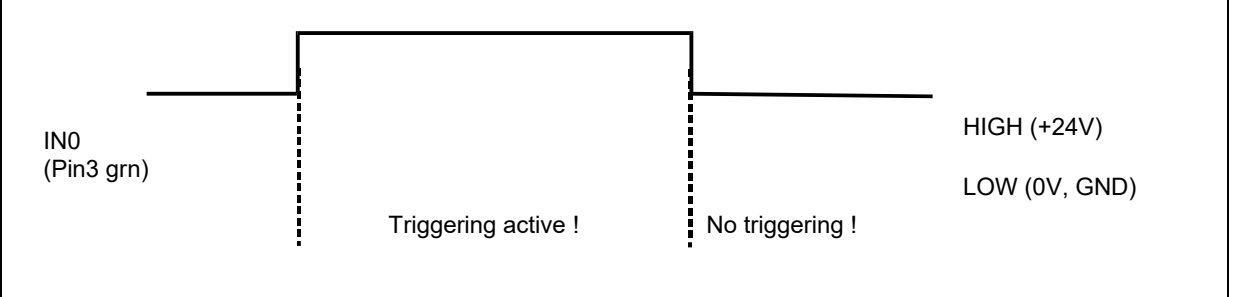 HIGH (+24V)
IN0
(Pin3 grn)
LOW (0V, GND)
Triggering active !
No triggering !